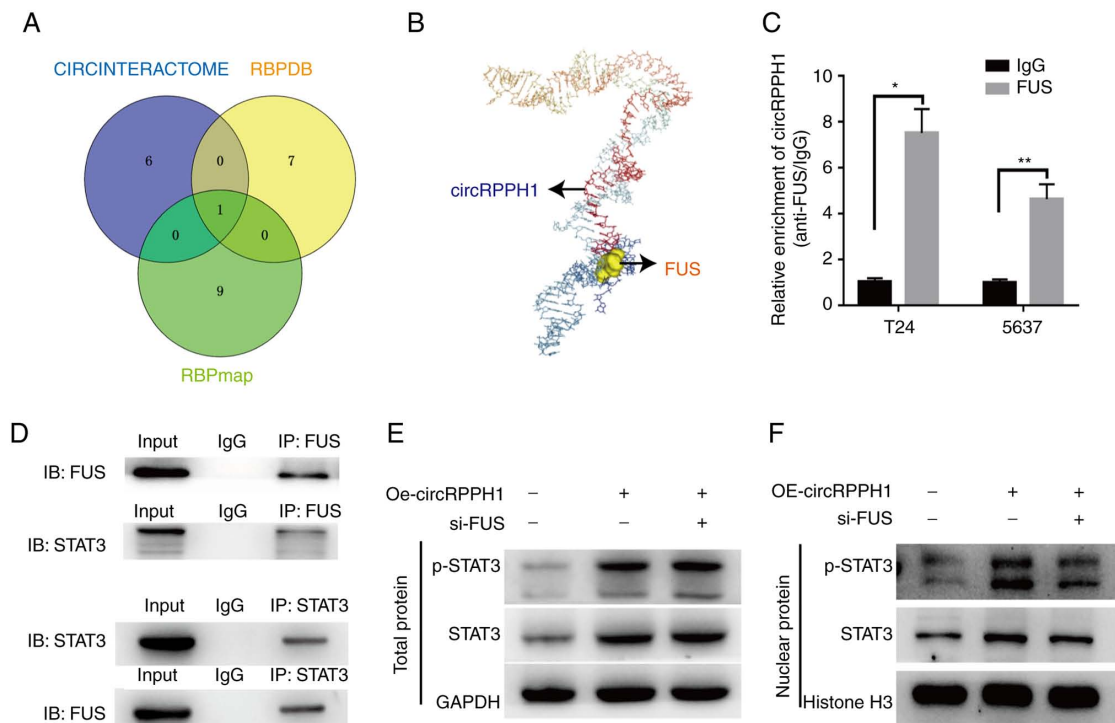 A
CIRCINTERACTOME RBPDB
6 0 7
1
0 0
9
RBPmap
B
circRPPH1
FUS
C
Relative enrichment of circRPPH1
(anti-FUS/IgG)
10
8
6
4
2
0
IgG
FUS
*
**
T24 5637
D
Input IgG IP: FUS
IB: FUS
Input IgG IP: FUS
IB: STAT3
Input IgG IP: STAT3
IB: STAT3
Input IgG IP: STAT3
IB: FUS
E
Oe-circRPPH1 – + +
si-FUS – – +
Total protein
p-STAT3
STAT3
GAPDH
F
OE-circRPPH1 – + +
si-FUS – – +
Nuclear protein
p-STAT3
STAT3
Histone H3